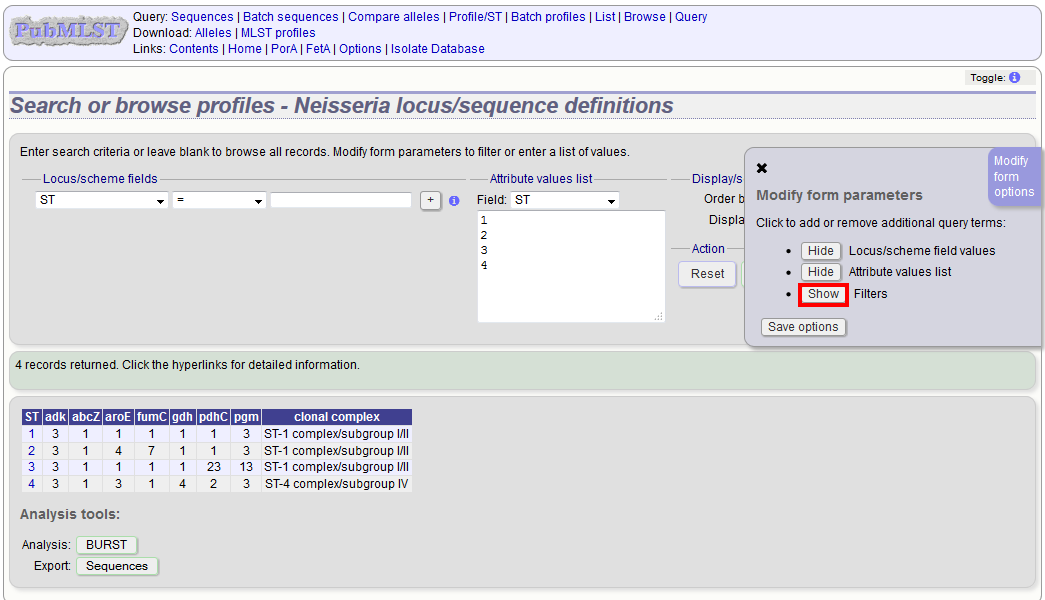 PubMLST
Query: Sequences | Batch sequences | Compare alleles | Profile/ST | Batch profiles | List | Browse | Query
Download: Alleles | MLST profiles
Links: Contents | Home | PorA | FetA | Options | Isolate Database
Toggle: i
Search or browse profiles - Neisseria locus/sequence definitions
Enter search criteria or leave blank to browse all records. Modify form parameters to filter or enter a list of values.
Locus/scheme fields
ST = + i
Attribute values list
Field: ST
1
2
3
4
Display/s
Order b
Displa
Action
Reset
Modify
form
options
Modify form parameters
Click to add or remove additional query terms:
• Hide Locus/scheme field values
• Hide Attribute values list
• Show Filters
Save options
4 records returned. Click the hyperlinks for detailed information.
ST adk abcZ aroE fumC gdh pdhC pgm clonal complex
1 3 1 1 1 1 1 3 ST-1 complex/subgroup I/II
2 3 1 4 7 1 1 3 ST-1 complex/subgroup I/II
3 3 1 1 1 1 23 13 ST-1 complex/subgroup I/II
4 3 1 3 1 4 2 3 ST-4 complex/subgroup IV
Analysis tools:
Analysis: BURST
Export: Sequences